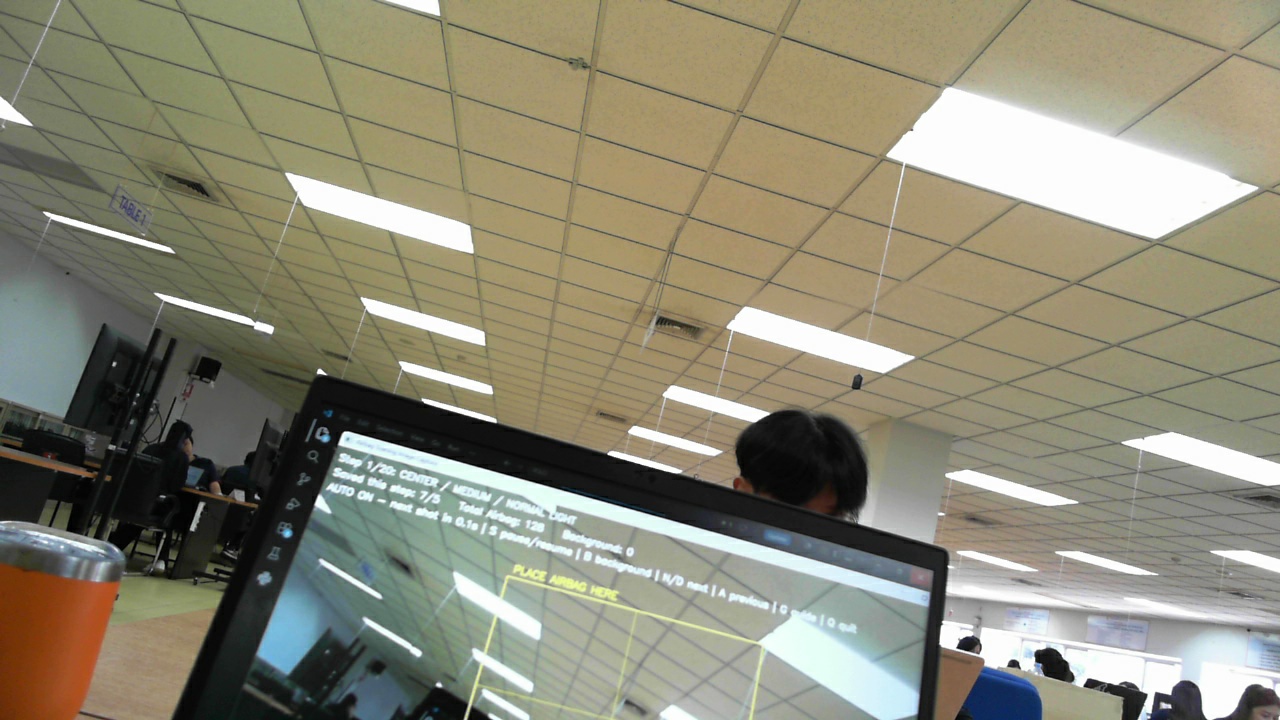 TABLE 1
Step 1/20: CENTER / MEDIUM / NORMAL LIGHT
Saved this step: 7/5 Total Airbag: 128 Background: 0
AUTO ON - next shot in 0.1s | S pause/resume | B background | N/D next | A previous | G guide | Q quit
PLACE AIRBAG HERE